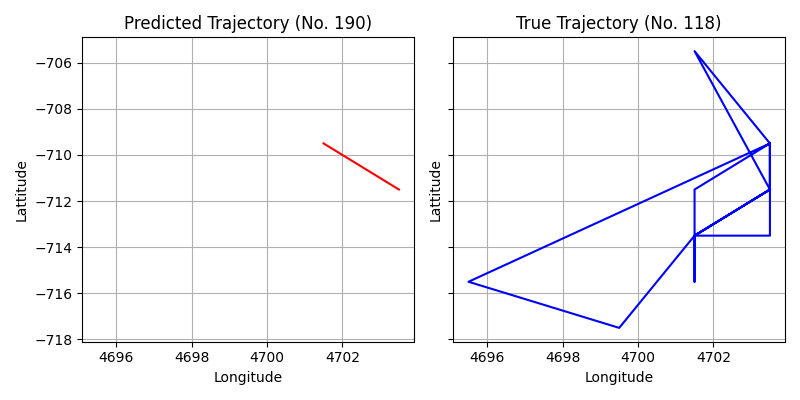 Predicted Trajectory (No. 190)
True Trajectory (No. 118)
−706
−708
−710
−712
−714
−716
−718
Lattitude
Lattitude
4696 4698 4700 4702
4696 4698 4700 4702
Longitude
Longitude